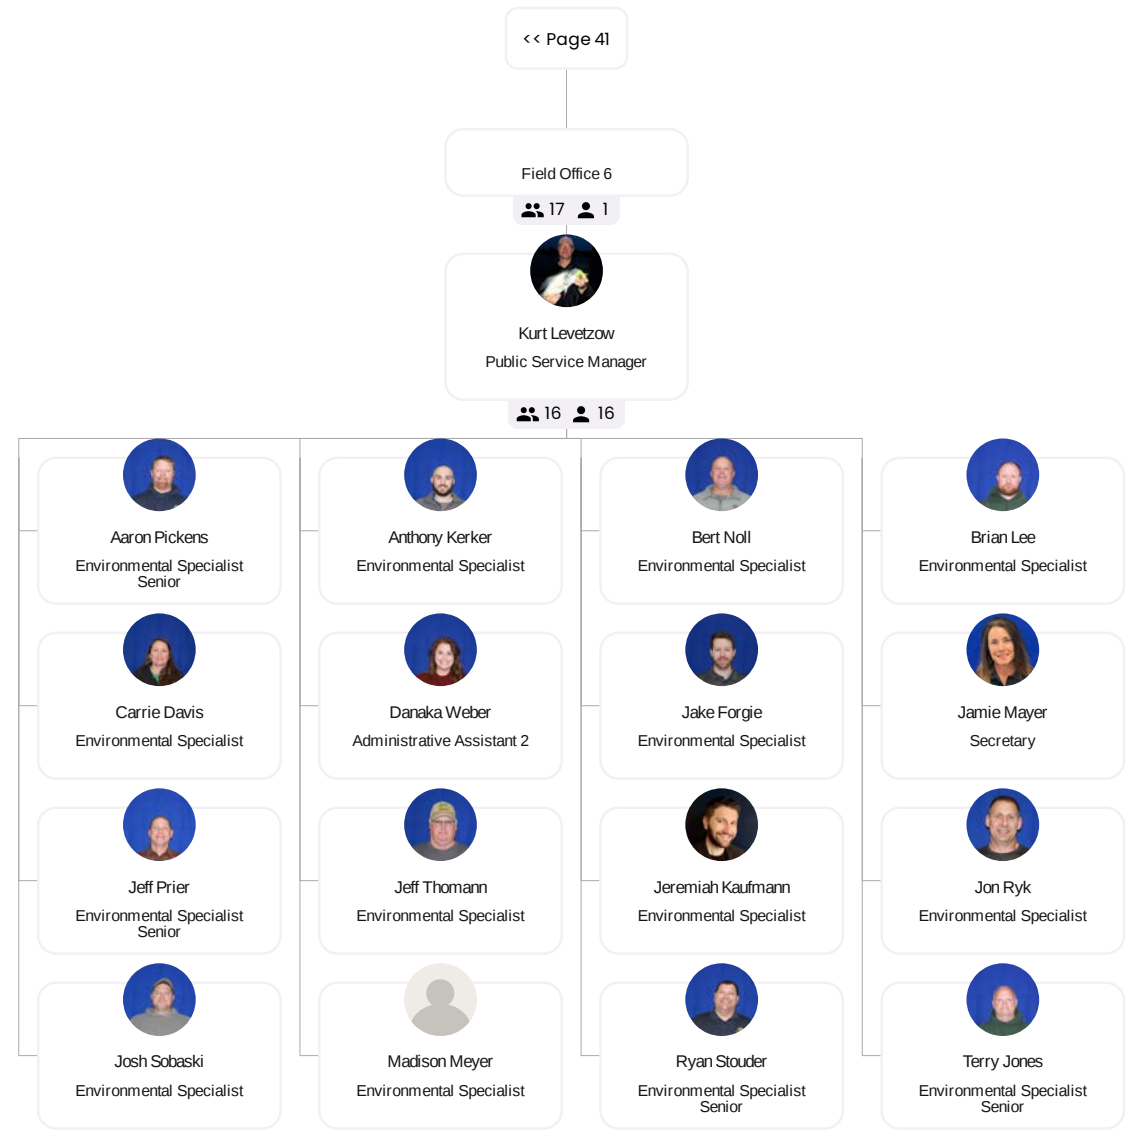 << Page 41
Field Office 6
17 1
Kurt Levetzow
Public Service Manager
16 16
Aaron Pickens
Environmental Specialist
Senior
Anthony Kerker
Environmental Specialist
Bert Noll
Environmental Specialist
Brian Lee
Environmental Specialist
Carrie Davis
Environmental Specialist
Danaka Weber
Administrative Assistant 2
Jake Forgie
Environmental Specialist
Jamie Mayer
Secretary
Jeff Prier
Environmental Specialist
Senior
Jeff Thomann
Environmental Specialist
Jeremiah Kaufmann
Environmental Specialist
Jon Ryk
Environmental Specialist
Josh Sobaski
Environmental Specialist
Madison Meyer
Environmental Specialist
Ryan Stouder
Environmental Specialist
Senior
Terry Jones
Environmental Specialist
Senior